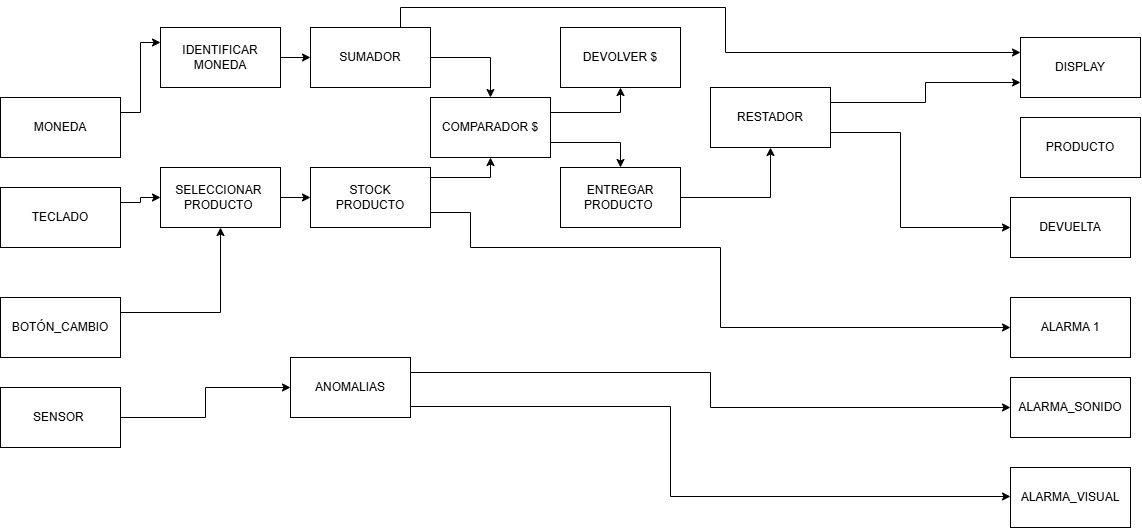 IDENTIFICAR
MONEDA
SUMADOR
DEVOLVER $
DISPLAY
MONEDA
COMPARADOR $
RESTADOR
PRODUCTO
TECLADO
SELECCIONAR
PRODUCTO
STOCK
PRODUCTO
ENTREGAR
PRODUCTO
DEVUELTA
BOTÓN_CAMBIO
ALARMA 1
SENSOR
ANOMALIAS
ALARMA_SONIDO
ALARMA_VISUAL